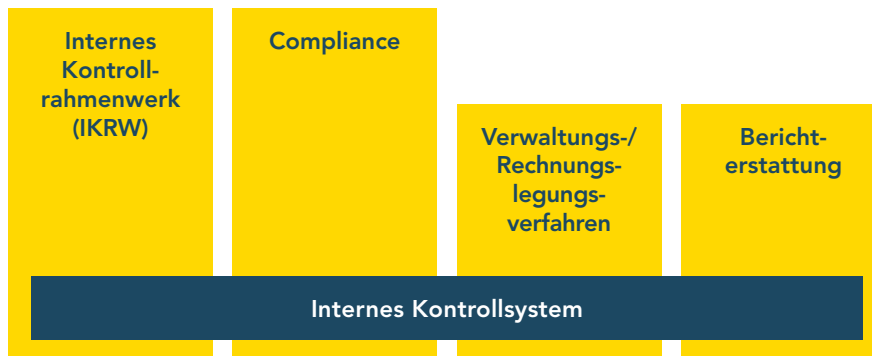 Internes
Kontroll-
rahmenwerk
(IKRW)
Compliance
Verwaltungs-/
Rechnungs-
legungs-
verfahren
Bericht-
erstattung
Internes Kontrollsystem